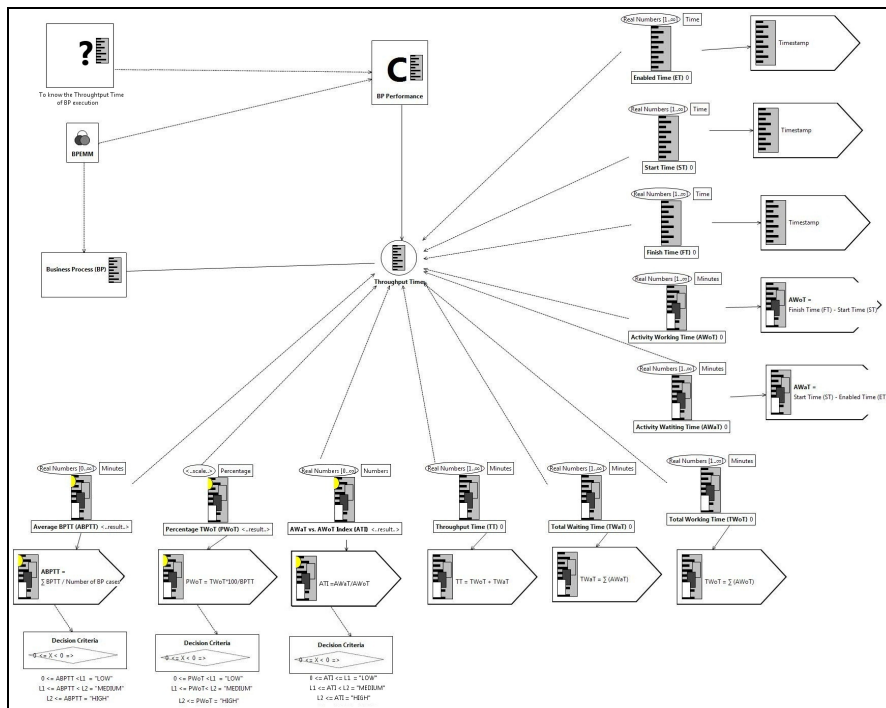 ?
To know the Throughtput Time
of BP execution
C
BP Performance
BPEMM
Business Process (BP)
Throughput Time
Real Numbers [1..∞] Time
Enabled Time (ET) 0
Timestamp
Real Numbers [1..∞] Time
Start Time (ST) 0
Timestamp
Real Numbers [1..∞] Time
Finish Time (FT) 0
Timestamp
Real Numbers [1..∞] Minutes
Activity Working Time (AWoT) 0
AWoT =
Finish Time (FT) - Start Time (ST)
Real Numbers [1..∞] Minutes
Activity Watiting Time (AWaT) 0
AWaT =
Start Time (ST) - Enabled Time (ET
Real Numbers [0..∞] Minutes
Average BPTT (ABPTT) <..result..>
ABPTT =
∑ BPTT / Number of BP cases
Decision Criteria
0 <= X < 0 =>
0 <= ABPTT <L1 = "LOW"
L1 <= ABPTT < L2 = "MEDIUM"
L2 <= ABPTT = "HIGH"
<..scale..> Percentage
Percentage TWoT (PWoT) <..result..>
PWoT = TWoT*100/BPTT
Decision Criteria
0 <= X < 0 =>
0 <= PWoT <L1 = "LOW"
L1 <= PWoT< L2 = "MEDIUM"
L2 <= PWoT = "HIGH"
Real Numbers [0..∞] Numbers
AWaT vs. AWoT Index (ATI) <..result..>
ATI =AWaT/AWoT
Decision Criteria
0 <= X < 0 =>
0 <= ATI <= L1 = "LOW"
L1 <= ATI < L2 = "MEDIUM"
L2 <= ATI = "HIGH"
Real Numbers [1..∞] Minutes
Throughput Time (TT) 0
TT = TWoT + TWaT
Real Numbers [1..∞] Minutes
Total Waiting Time (TWaT) 0
TWaT = ∑ (AWaT)
Real Numbers [1..∞] Minutes
Total Working Time (TWoT) 0
TWoT = ∑ (AWoT)